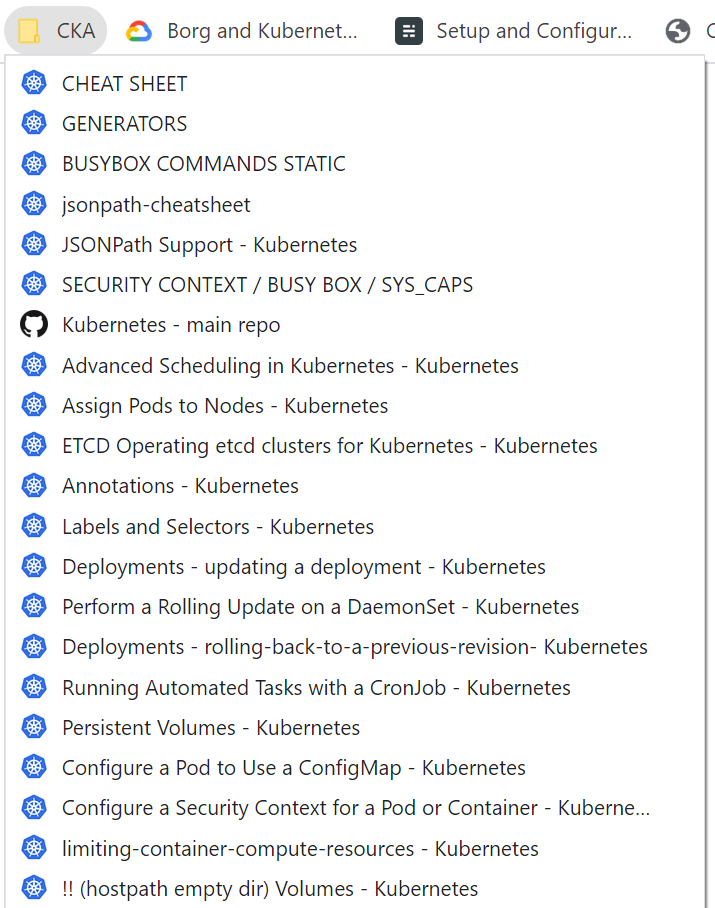 CKA Borg and Kubernet... Setup and Configur...
CHEAT SHEET
GENERATORS
BUSYBOX COMMANDS STATIC
jsonpath-cheatsheet
JSONPath Support - Kubernetes
SECURITY CONTEXT / BUSY BOX / SYS_CAPS
Kubernetes - main repo
Advanced Scheduling in Kubernetes - Kubernetes
Assign Pods to Nodes - Kubernetes
ETCD Operating etcd clusters for Kubernetes - Kubernetes
Annotations - Kubernetes
Labels and Selectors - Kubernetes
Deployments - updating a deployment - Kubernetes
Perform a Rolling Update on a DaemonSet - Kubernetes
Deployments - rolling-back-to-a-previous-revision- Kubernetes
Running Automated Tasks with a CronJob - Kubernetes
Persistent Volumes - Kubernetes
Configure a Pod to Use a ConfigMap - Kubernetes
Configure a Security Context for a Pod or Container - Kuberne...
limiting-container-compute-resources - Kubernetes
!! (hostpath empty dir) Volumes - Kubernetes